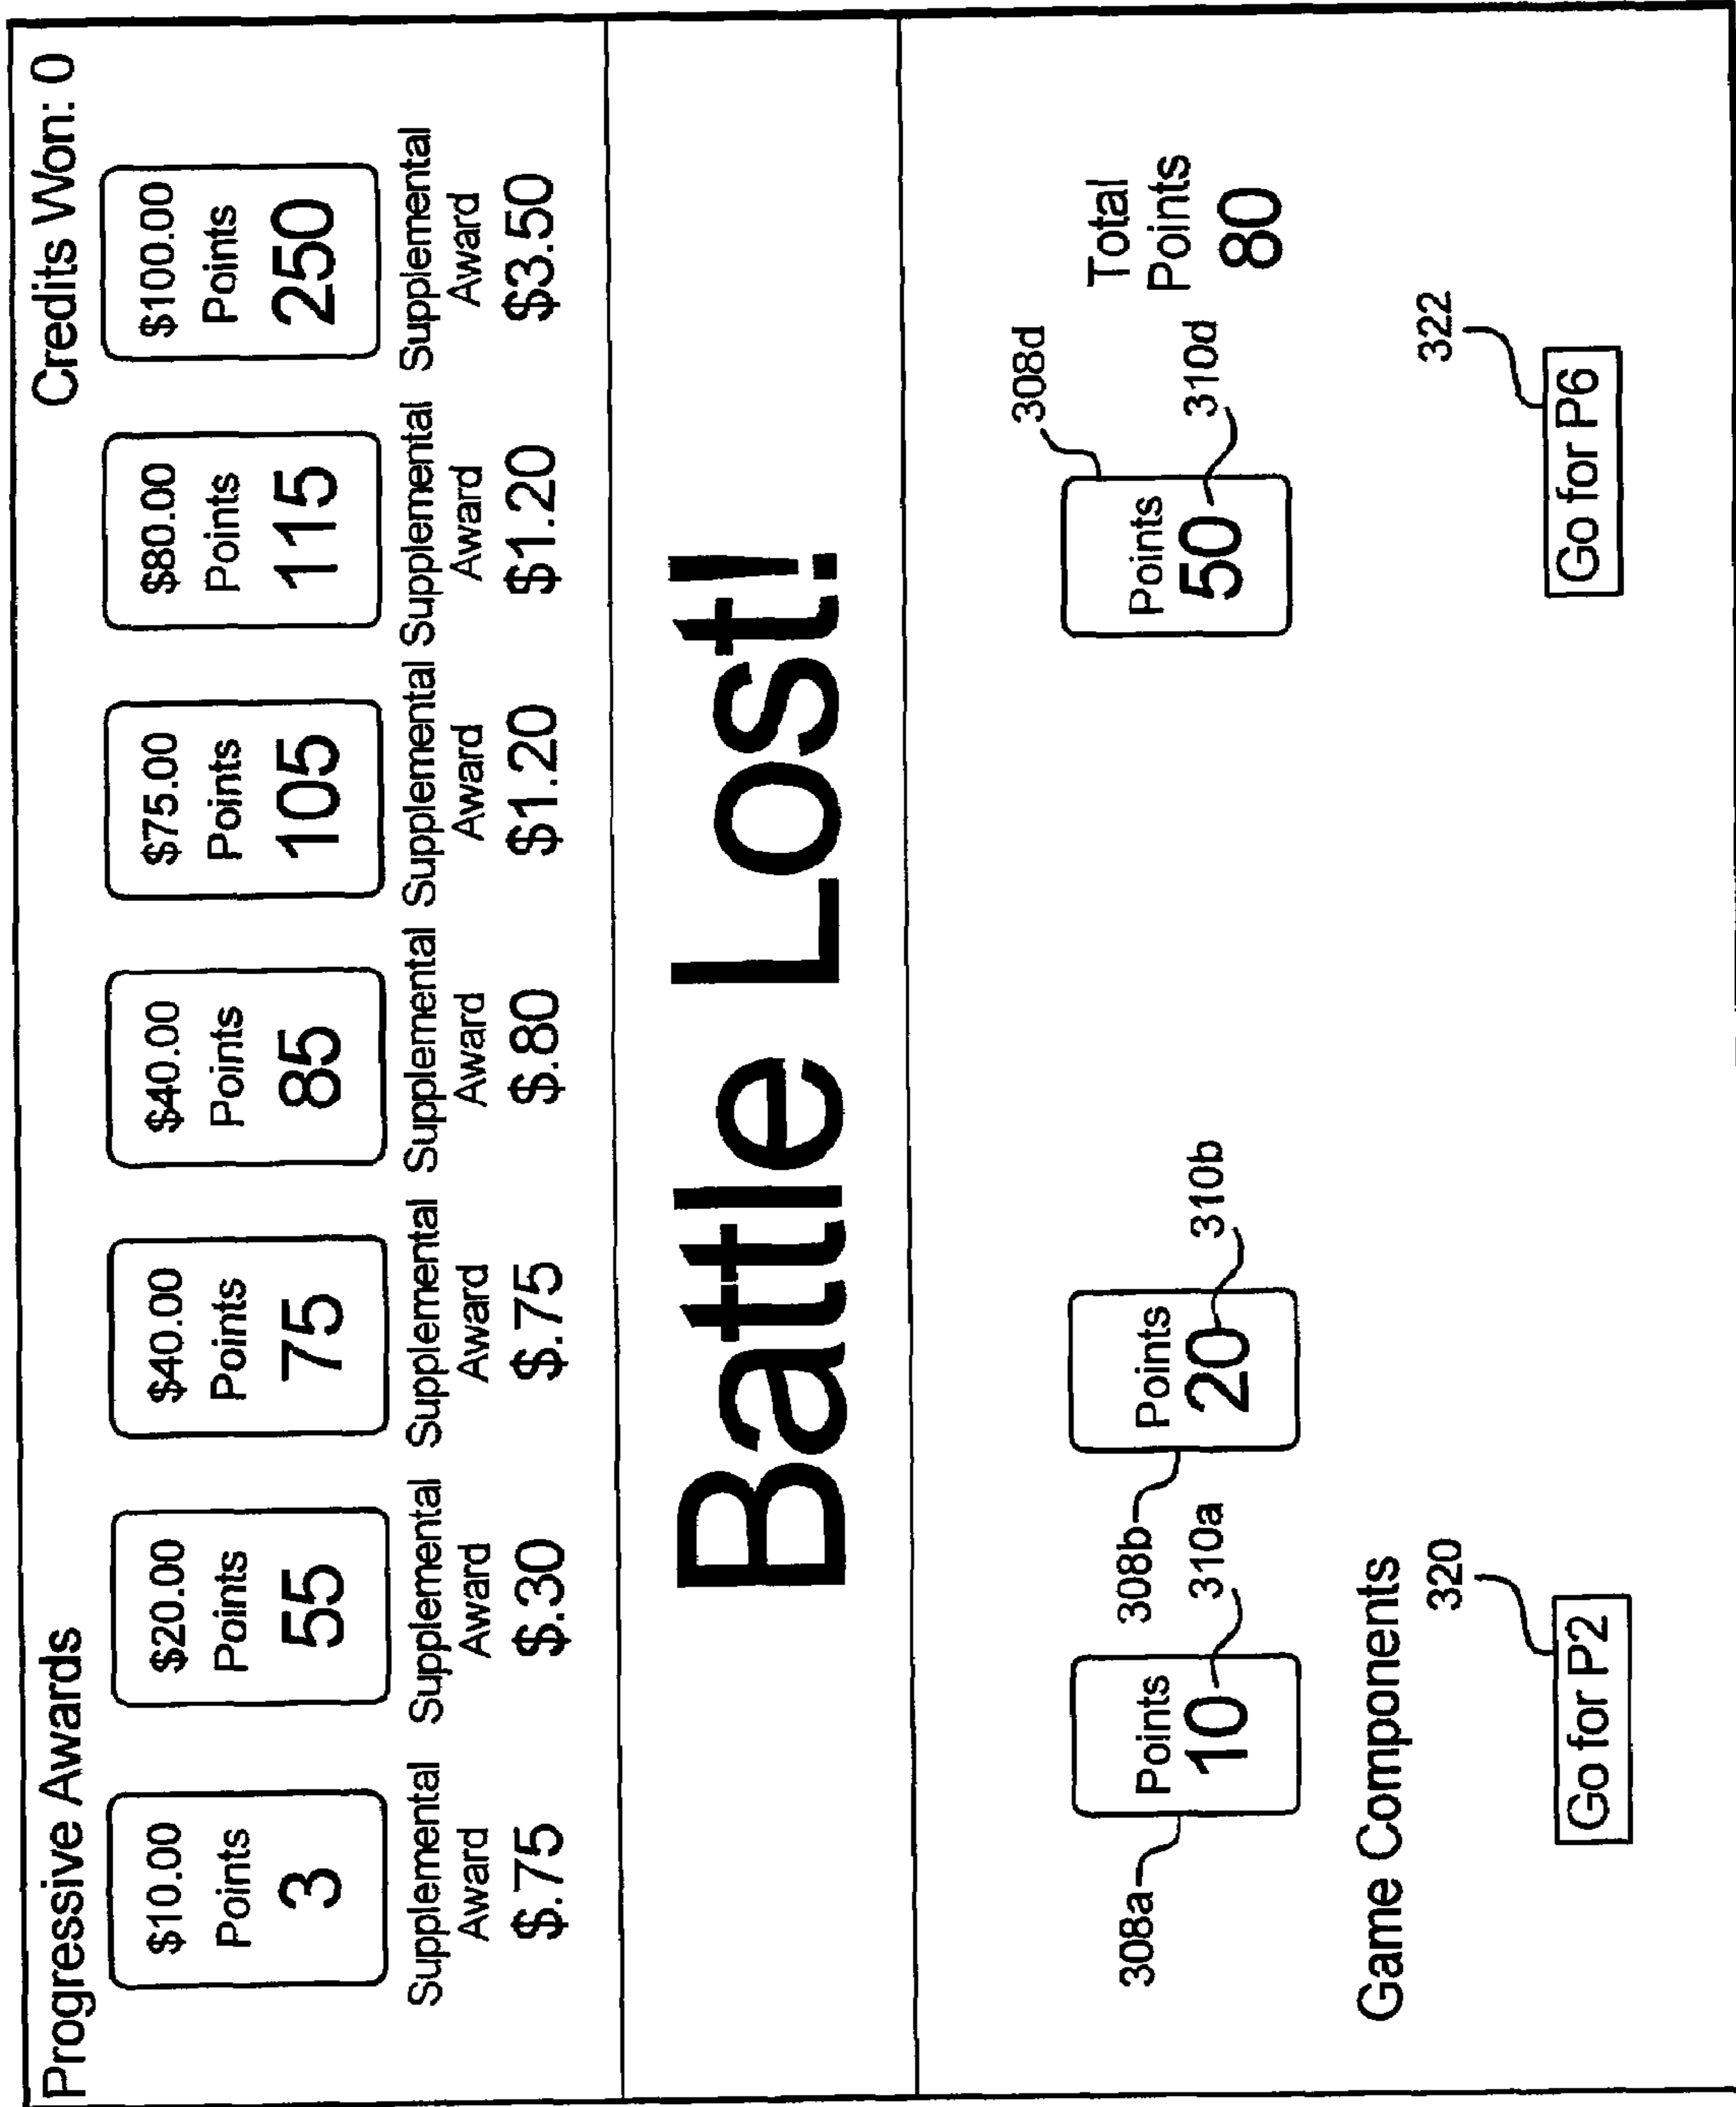 Progressive Awards Credits Won: 0
$10.00 $20.00 $40.00 $40.00 $75.00 $80.00 $100.00
Points Points Points Points Points Points Points
3 55 75 85 105 115 250
Supplemental Supplemental Supplemental Supplemental Supplemental Supplemental Supplemental
Award Award Award Award Award Award Award
$.75 $.30 $.75 $.80 $1.20 $1.20 $3.50
Battle Lost!
308d
308a 308b
Points Points Points Total
10 20 50 Points
310a 310b 310d 80
Game Components
320 322
Go for P2 Go for P6